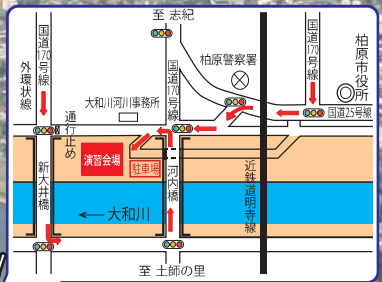 至 志紀
国道170号線
外環状線
国道170号線
国道170号線
柏原警察署
柏原市役所
大和川河川事務所
通行止め
国道25号線
演習会場
駐車場
新大井橋
河内橋
近鉄道明寺線
←大和川
至 土師の里